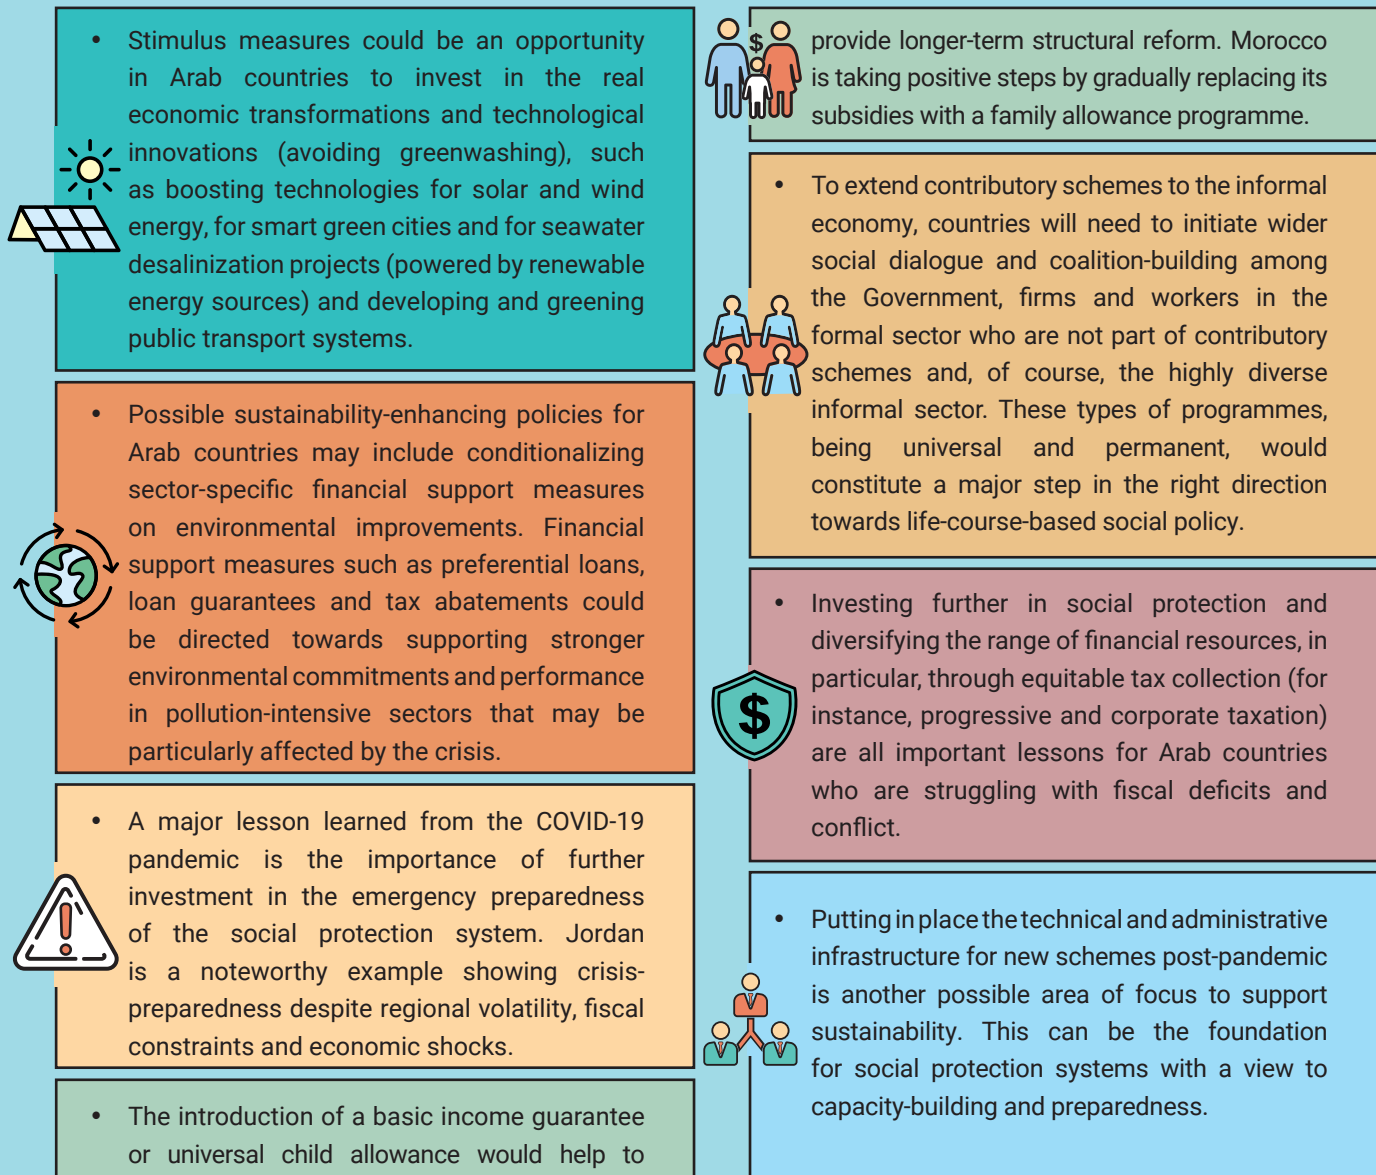 • Stimulus measures could be an opportunity
in Arab countries to invest in the real
economic transformations and technological
innovations (avoiding greenwashing), such
as boosting technologies for solar and wind
energy, for smart green cities and for seawater
desalinization projects (powered by renewable
energy sources) and developing and greening
public transport systems.
• Possible sustainability-enhancing policies for
Arab countries may include conditionalizing
sector-specific financial support measures
on environmental improvements. Financial
support measures such as preferential loans,
loan guarantees and tax abatements could
be directed towards supporting stronger
environmental commitments and performance
in pollution-intensive sectors that may be
particularly affected by the crisis.
• A major lesson learned from the COVID-19
pandemic is the importance of further
investment in the emergency preparedness
of the social protection system. Jordan
is a noteworthy example showing crisis-
preparedness despite regional volatility, fiscal
constraints and economic shocks.
• The introduction of a basic income guarantee
or universal child allowance would help to
$
provide longer-term structural reform. Morocco
is taking positive steps by gradually replacing its
subsidies with a family allowance programme.
• To extend contributory schemes to the informal
economy, countries will need to initiate wider
social dialogue and coalition-building among
the Government, firms and workers in the
formal sector who are not part of contributory
schemes and, of course, the highly diverse
informal sector. These types of programmes,
being universal and permanent, would
constitute a major step in the right direction
towards life-course-based social policy.
• Investing further in social protection and
diversifying the range of financial resources, in
particular, through equitable tax collection (for
instance, progressive and corporate taxation)
are all important lessons for Arab countries
who are struggling with fiscal deficits and
conflict.
$
• Putting in place the technical and administrative
infrastructure for new schemes post-pandemic
is another possible area of focus to support
sustainability. This can be the foundation
for social protection systems with a view to
capacity-building and preparedness.